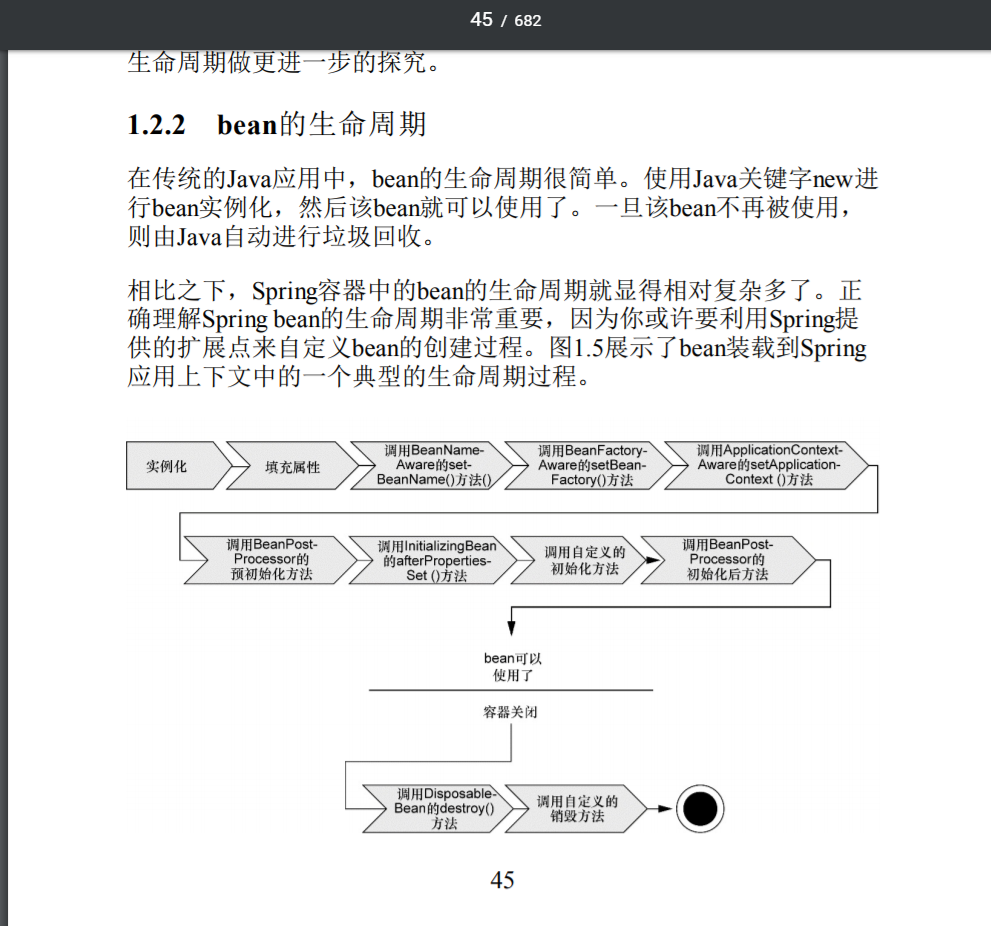 45 / 682
生命周期做更进一步的探究。
1.2.2 bean的生命周期
在传统的Java应用中，bean的生命周期很简单。使用Java关键字new进
行bean实例化，然后该bean就可以使用了。一旦该bean不再被使用，
则由Java自动进行垃圾回收。
相比之下，Spring容器中的bean的生命周期就显得相对复杂多了。正
确理解Spring bean的生命周期非常重要，因为你或许要利用Spring提
供的扩展点来自定义bean的创建过程。图1.5展示了bean装载到Spring
应用上下文中的一个典型的生命周期过程。
实例化
填充属性
调用BeanName-
Aware的set-
BeanName()方法()
调用BeanFactory-
Aware的setBean-
Factory()方法
调用ApplicationContext-
Aware的setApplication-
Context ()方法
调用BeanPost-
Processor的
预初始化方法
调用InitializingBean
的afterProperties-
Set ()方法
调用自定义的
初始化方法
调用BeanPost-
Processor的
初始化后方法
bean可以
使用了
容器关闭
调用Disposable-
Bean的destroy()
方法
调用自定义的
销毁方法
45